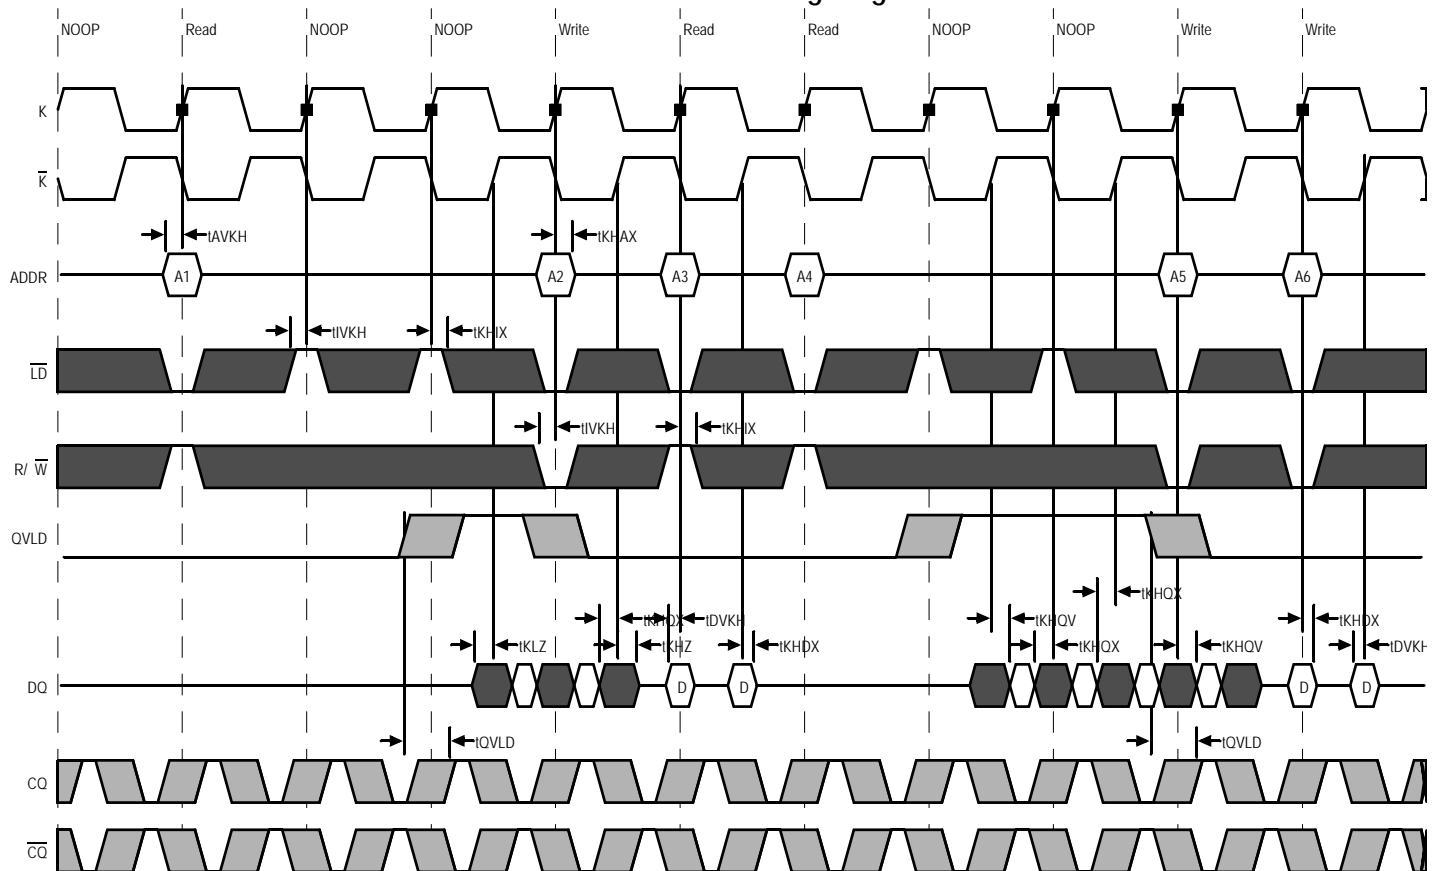 NOOP Read NOOP NOOP Write Read Read NOOP NOOP Write Write
K
K
tAVKH tKHAX
ADDR A1 A2 A3 A4 A5 A6
tIVKH tKHIX
LD
tIVKH tKHIX
R/ W
QVLD
tKHQX
tKHQX tDVKH tKHQV tKHDX
tKLZ tKHZ tKHDX tKHQX tKHQV tDVKH
DQ D D D D
tQVLD tQVLD
CQ
CQ